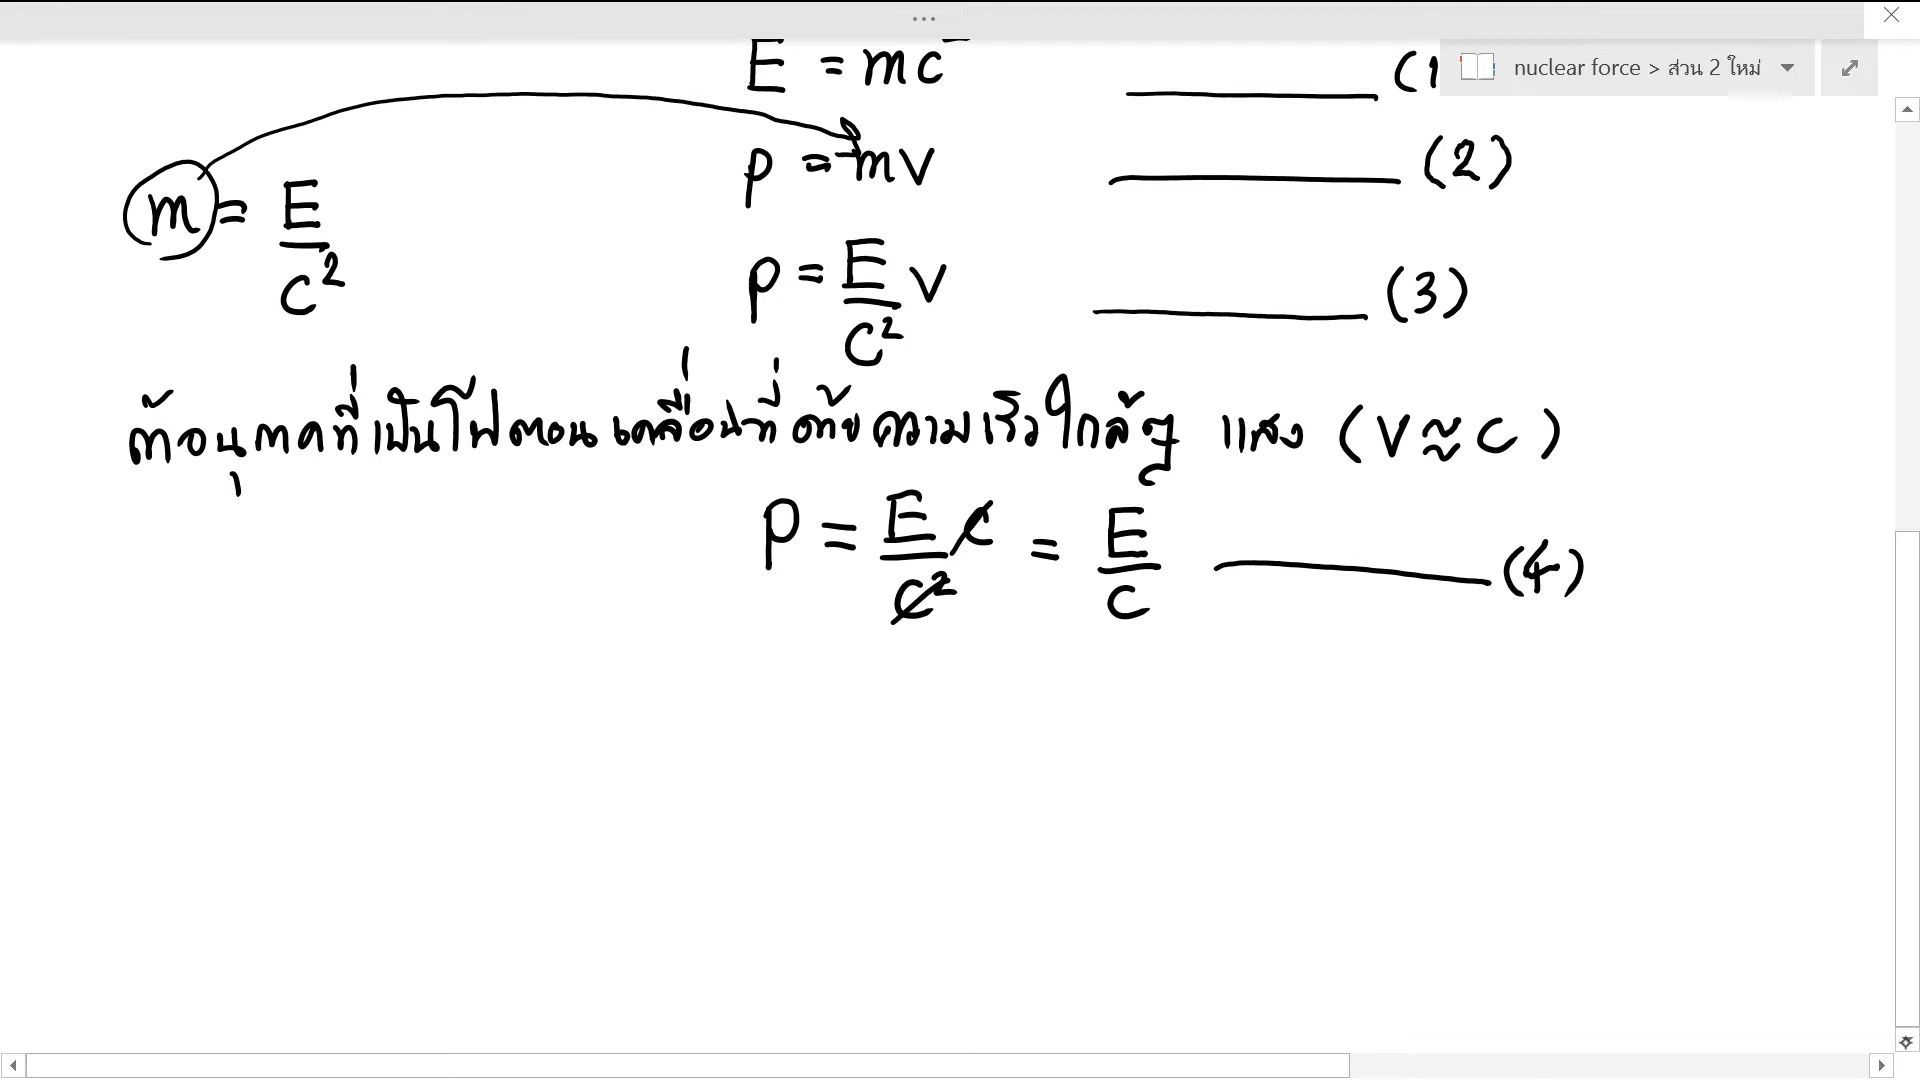 ...
E = mc²
(1
nuclear force > ส่วน 2 ใหม่
p = mv (2)
m = E/c²
p = E/c² v (3)
ถ้าอนุภาคที่เป็นโฟตอนเคลื่อนที่ด้วยความเร็วใกล้ๆ แสง (v ≈ c)
p = E/c² c = E/c (4)